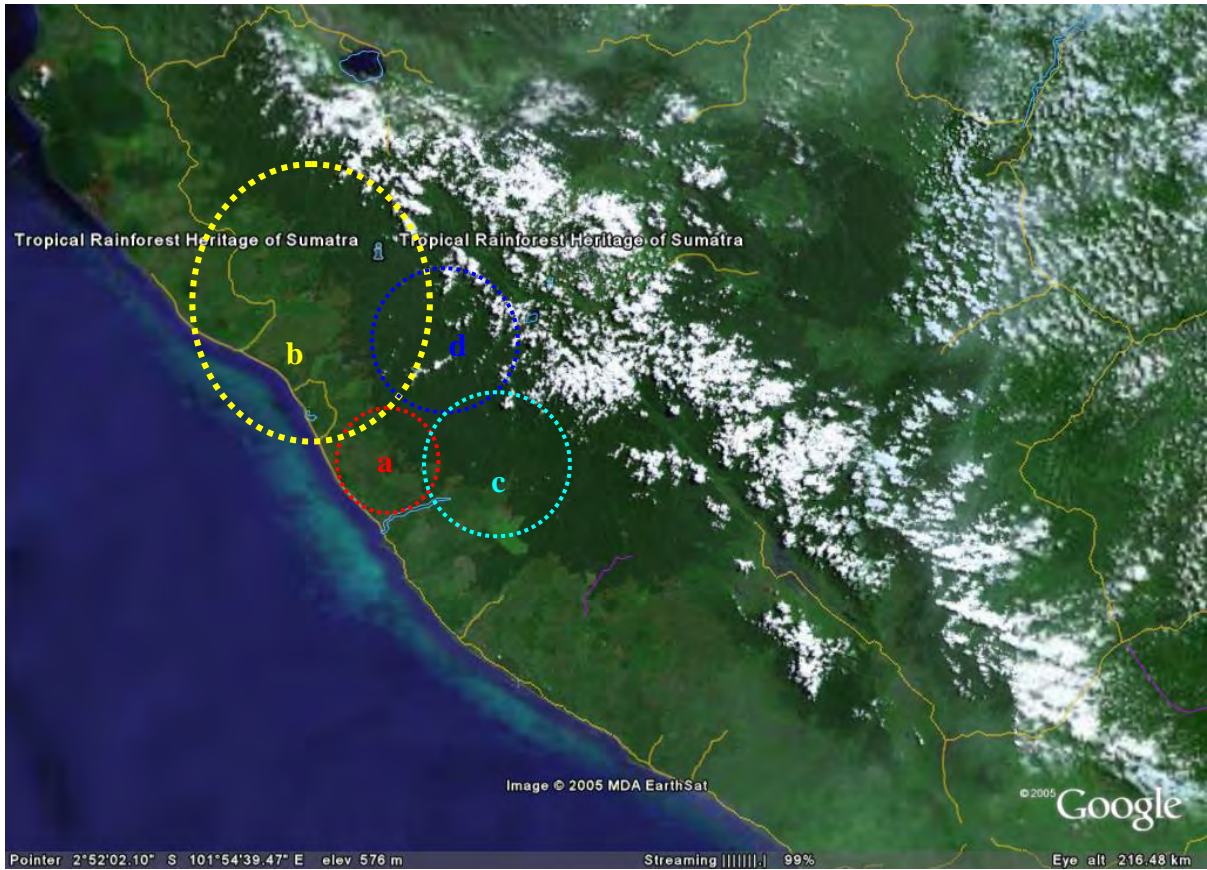 Tropical Rainforest Heritage of Sumatra
Tropical Rainforest Heritage of Sumatra
b
d
a
c
Image © 2005 MDA EarthSat
©2005 Google
Pointer 2°52'02.10" S 101°54'39.47" E elev 576 m
Streaming |||||||.| 99%
Eye alt 216.48 km